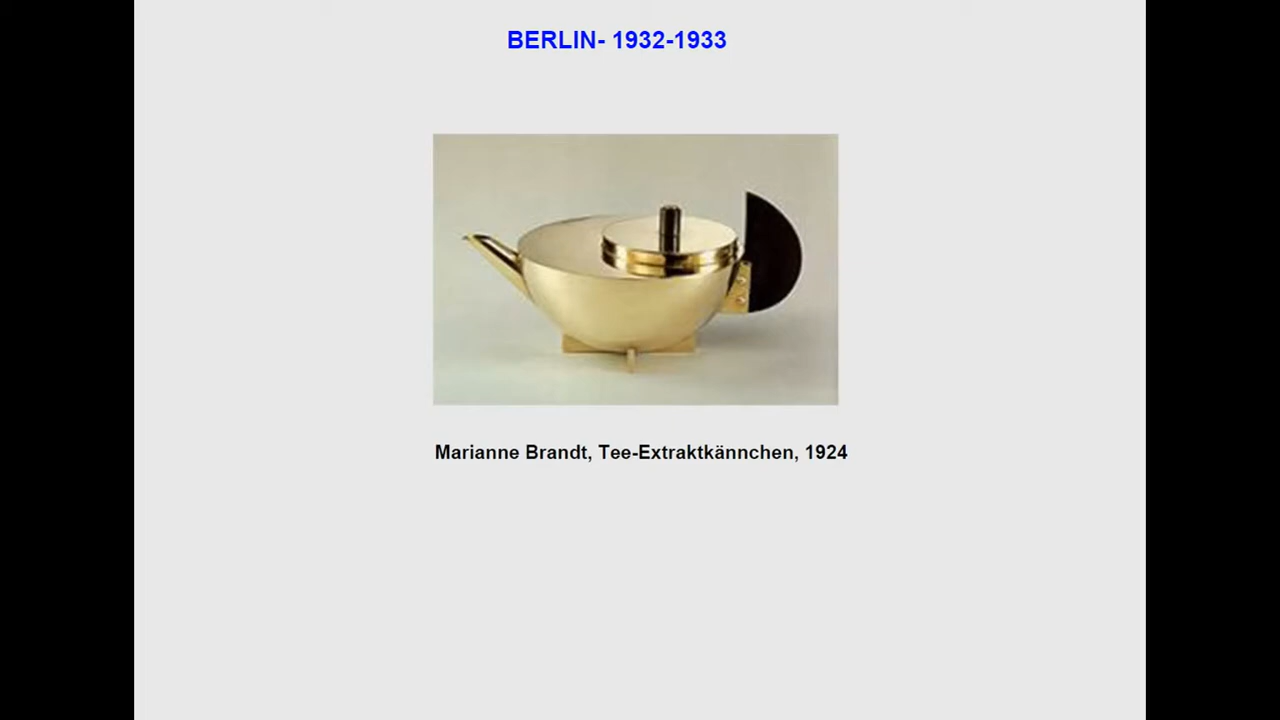 BERLIN- 1932-1933
Marianne Brandt, Tee-Extraktkännchen, 1924